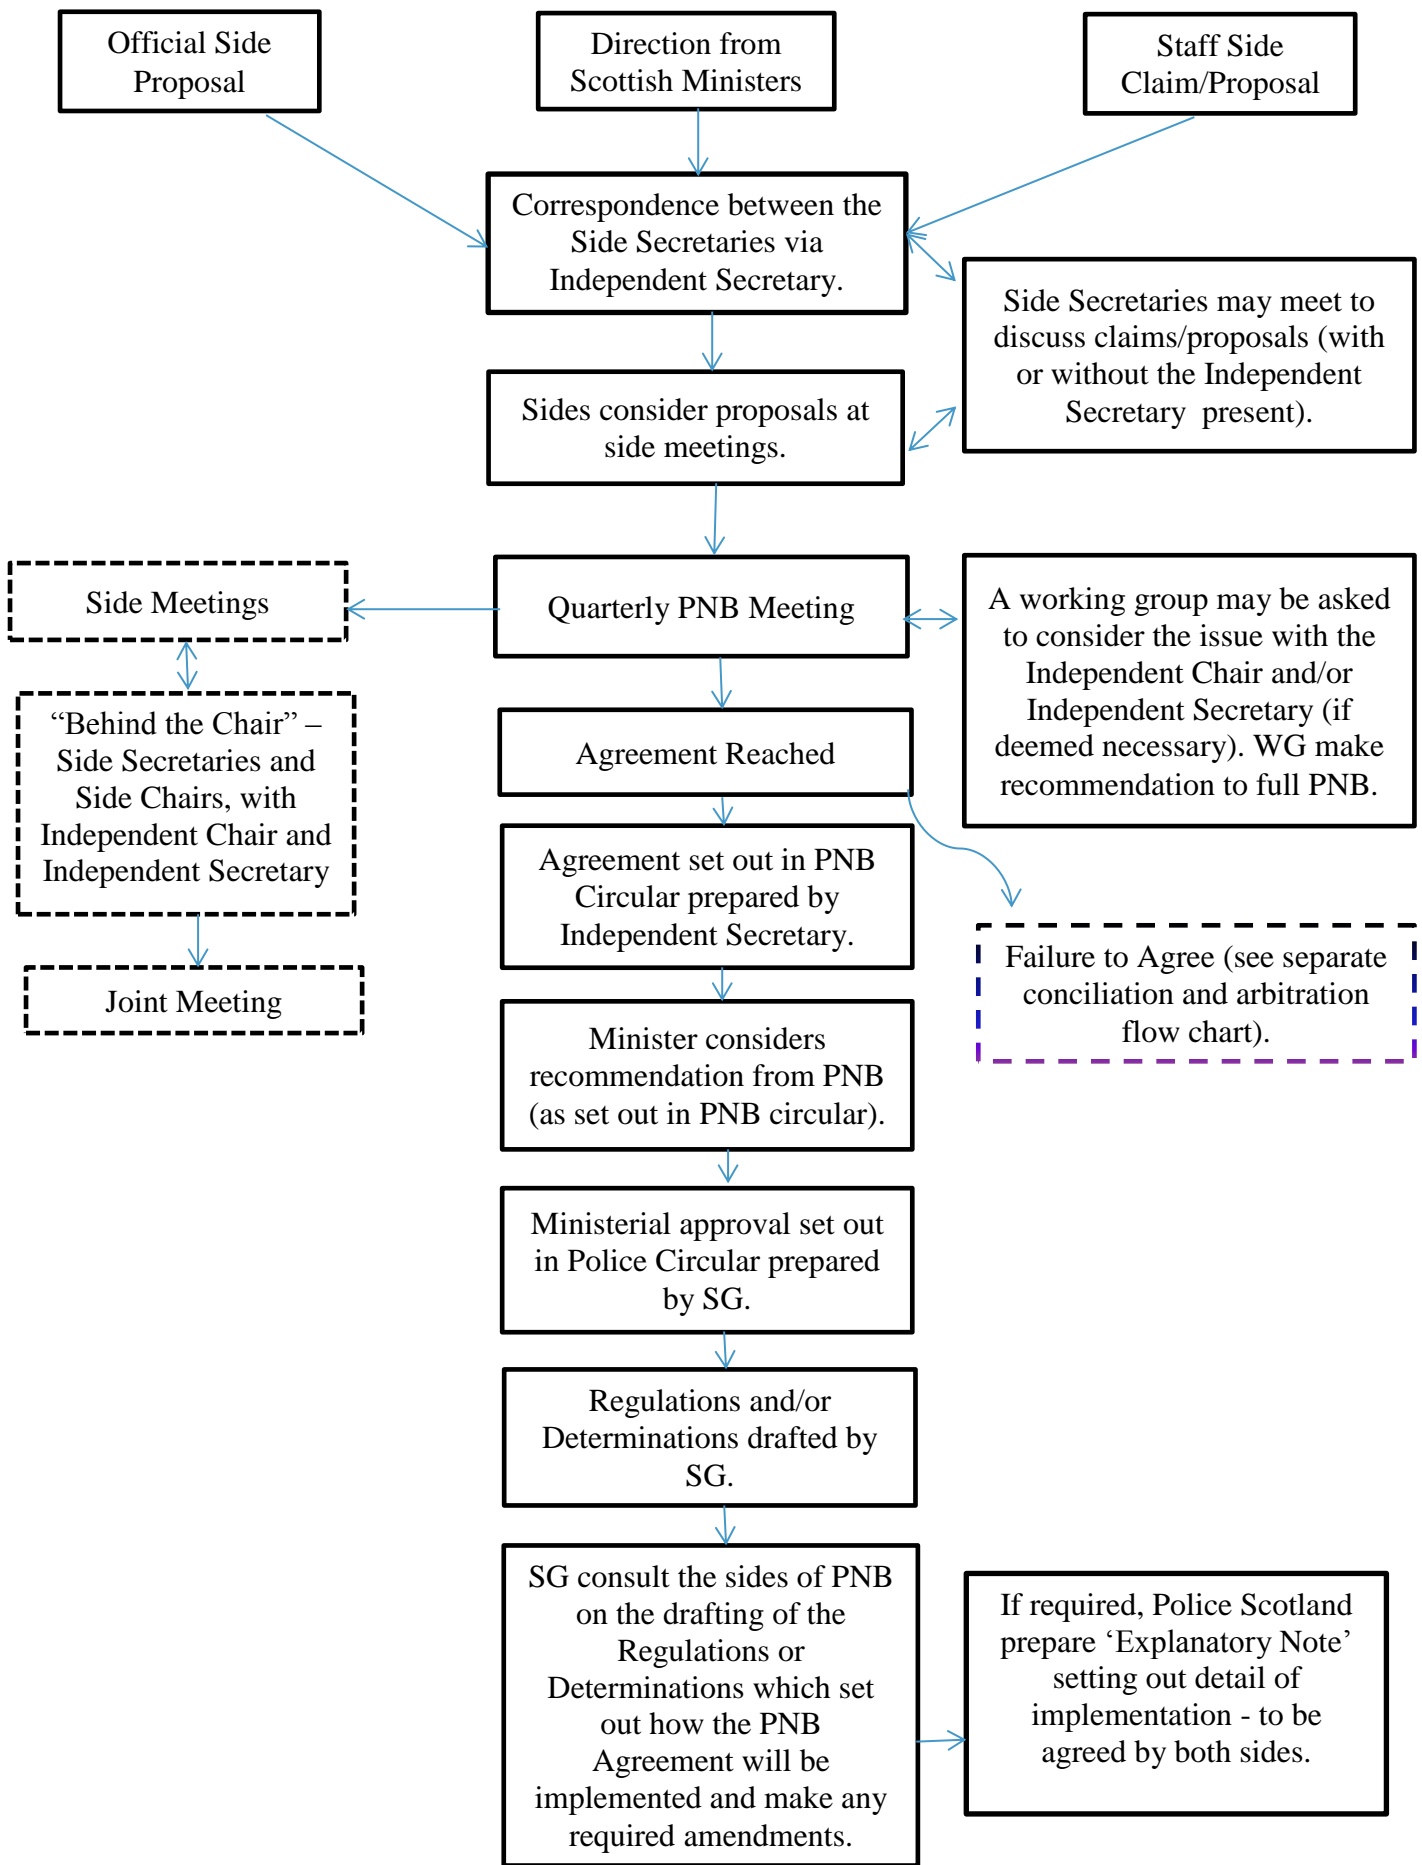 Official Side
Proposal
Direction from
Scottish Ministers
Staff Side
Claim/Proposal
Correspondence between the
Side Secretaries via
Independent Secretary.
Side Secretaries may meet to
discuss claims/proposals (with
or without the Independent
Secretary present).
Sides consider proposals at
side meetings.
Side Meetings
Quarterly PNB Meeting
A working group may be asked
to consider the issue with the
Independent Chair and/or
Independent Secretary (if
deemed necessary). WG make
recommendation to full PNB.
“Behind the Chair” –
Side Secretaries and
Side Chairs, with
Independent Chair and
Independent Secretary
Agreement Reached
Agreement set out in PNB
Circular prepared by
Independent Secretary.
Joint Meeting
Failure to Agree (see separate
conciliation and arbitration
flow chart).
Minister considers
recommendation from PNB
(as set out in PNB circular).
Ministerial approval set out
in Police Circular prepared
by SG.
Regulations and/or
Determinations drafted by
SG.
SG consult the sides of PNB
on the drafting of the
Regulations or
Determinations which set
out how the PNB
Agreement will be
implemented and make any
required amendments.
If required, Police Scotland
prepare ‘Explanatory Note’
setting out detail of
implementation - to be
agreed by both sides.